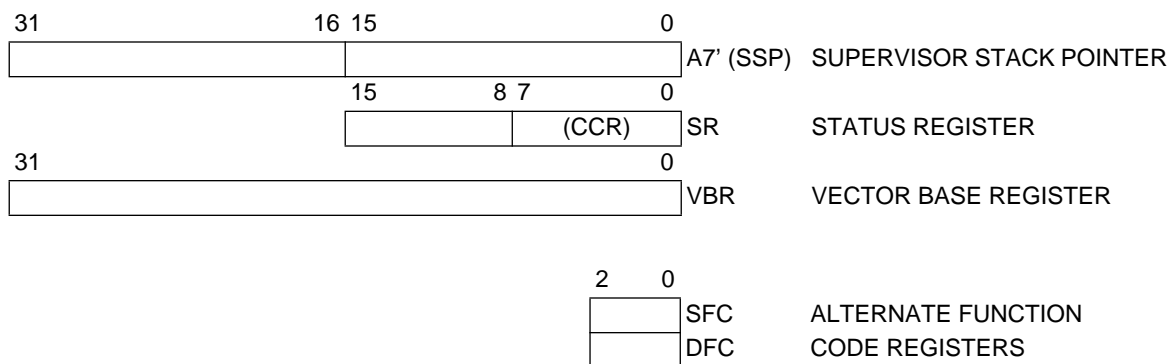 31 16 15 0
A7' (SSP) SUPERVISOR STACK POINTER
15 8 7 0
(CCR) SR STATUS REGISTER
31 0
VBR VECTOR BASE REGISTER
2 0
SFC ALTERNATE FUNCTION
DFC CODE REGISTERS